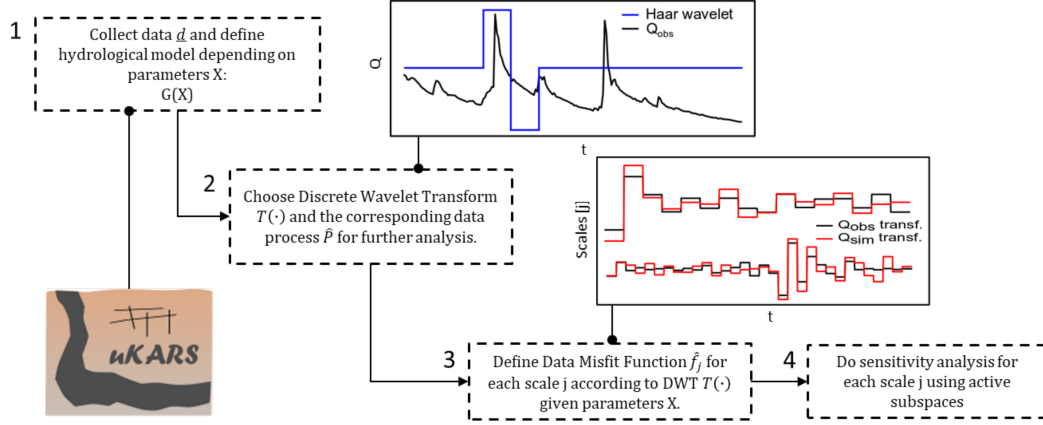 1
Collect data d and define
hydrological model depending on
parameters X:
G(X)
Haar wavelet
Q_obs
Q
t
2
Choose Discrete Wavelet Transform
T(·) and the corresponding data
process P̂ for further analysis.
Scales [j]
Qobs transf.
Qsim transf.
t
uKARS
3
Define Data Misfit Function f̂_j for
each scale j according to DWT T(·)
given parameters X.
4
Do sensitivity analysis for
each scale j using active
subspaces